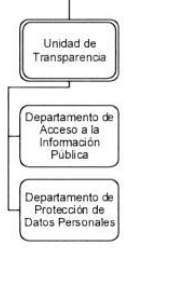 Unidad de
Transparencia
Departamento de
Acceso a la
Información
Pública
Departamento de
Protección de
Datos Personales